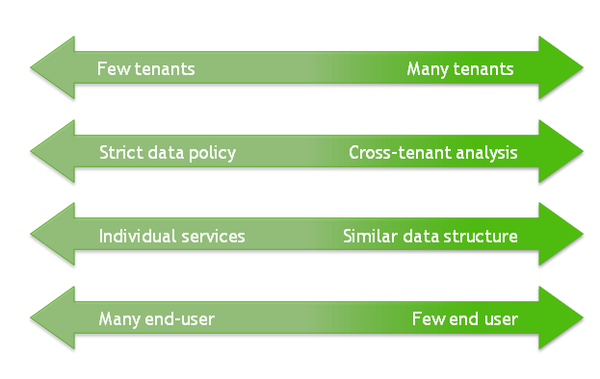 Few tenants Many tenants
Strict data policy Cross-tenant analysis
Individual services Similar data structure
Many end-user Few end user